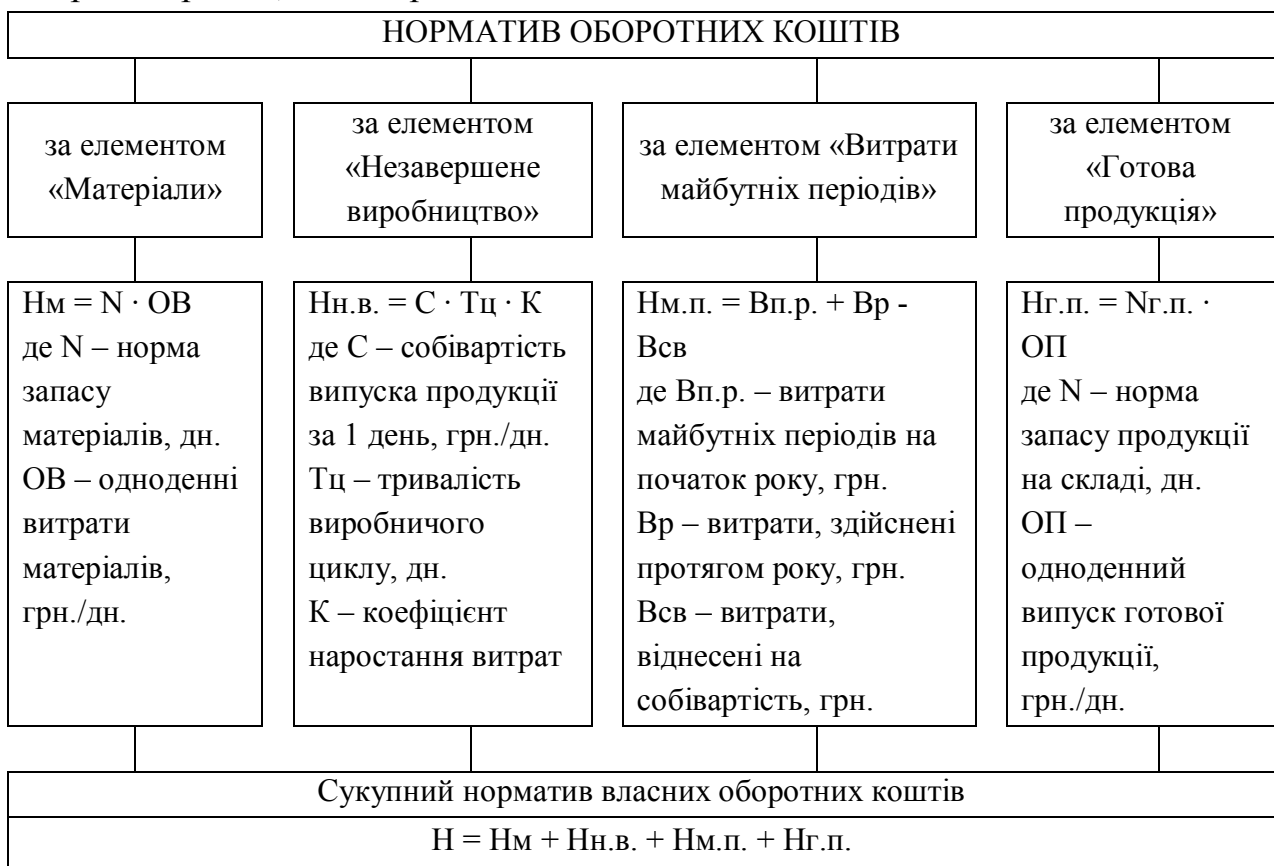 НОРМАТИВ ОБОРОТНИХ КОШТІВ
за елементом
«Матеріали»
за елементом
«Незавершене
виробництво»
за елементом «Витрати
майбутніх періодів»
за елементом
«Готова
продукція»
Нм = N · ОВ
де N – норма
запасу
матеріалів, дн.
ОВ – одноденні
витрати
матеріалів,
грн./дн.
Нн.в. = С · Тц · К
де С – собівартість
випуска продукції
за 1 день, грн./дн.
Тц – тривалість
виробничого
циклу, дн.
К – коефіцієнт
наростання витрат
Нм.п. = Вп.р. + Вр -
Всв
де Вп.р. – витрати
майбутніх періодів на
початок року, грн.
Вр – витрати, здійснені
протягом року, грн.
Всв – витрати,
віднесені на
собівартість, грн.
Нг.п. = Nг.п. ·
ОП
де N – норма
запасу продукції
на складі, дн.
ОП –
одноденний
випуск готової
продукції,
грн./дн.
Сукупний норматив власних оборотних коштів
Н = Нм + Нн.в. + Нм.п. + Нг.п.